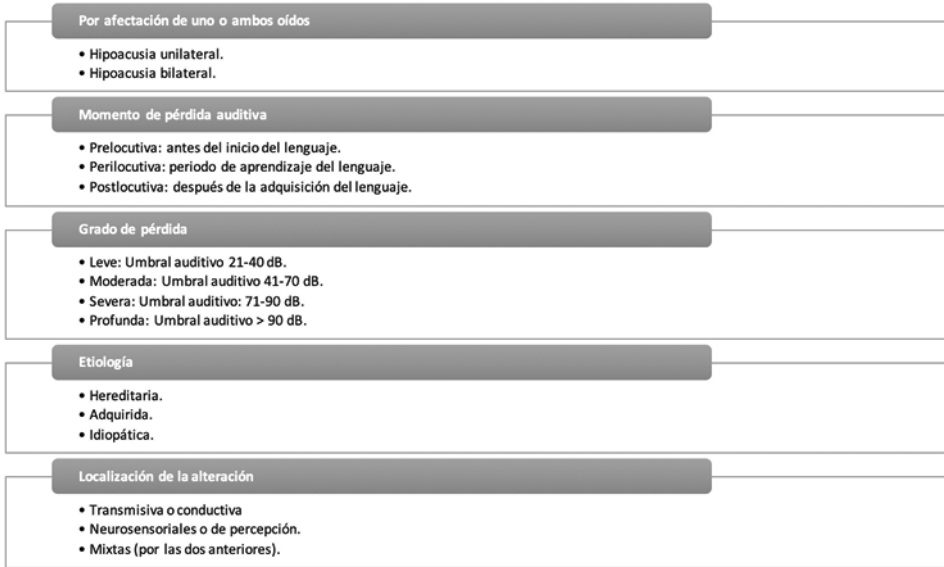 Por afectación de uno o ambos oídos
• Hipoacusia unilateral.
• Hipoacusia bilateral.
Momento de pérdida auditiva
• Prelocutiva: antes del inicio del lenguaje.
• Perilocutiva: periodo de aprendizaje del lenguaje.
• Postlocutiva: después de la adquisición del lenguaje.
Grado de pérdida
• Leve: Umbral auditivo 21-40 dB.
• Moderada: Umbral auditivo 41-70 dB.
• Severa: Umbral auditivo: 71-90 dB.
• Profunda: Umbral auditivo > 90 dB.
Etiología
• Hereditaria.
• Adquirida.
• Idiopática.
Localización de la alteración
• Transmisiva o conductiva
• Neurosensoriales o de percepción.
• Mixtas (por las dos anteriores).